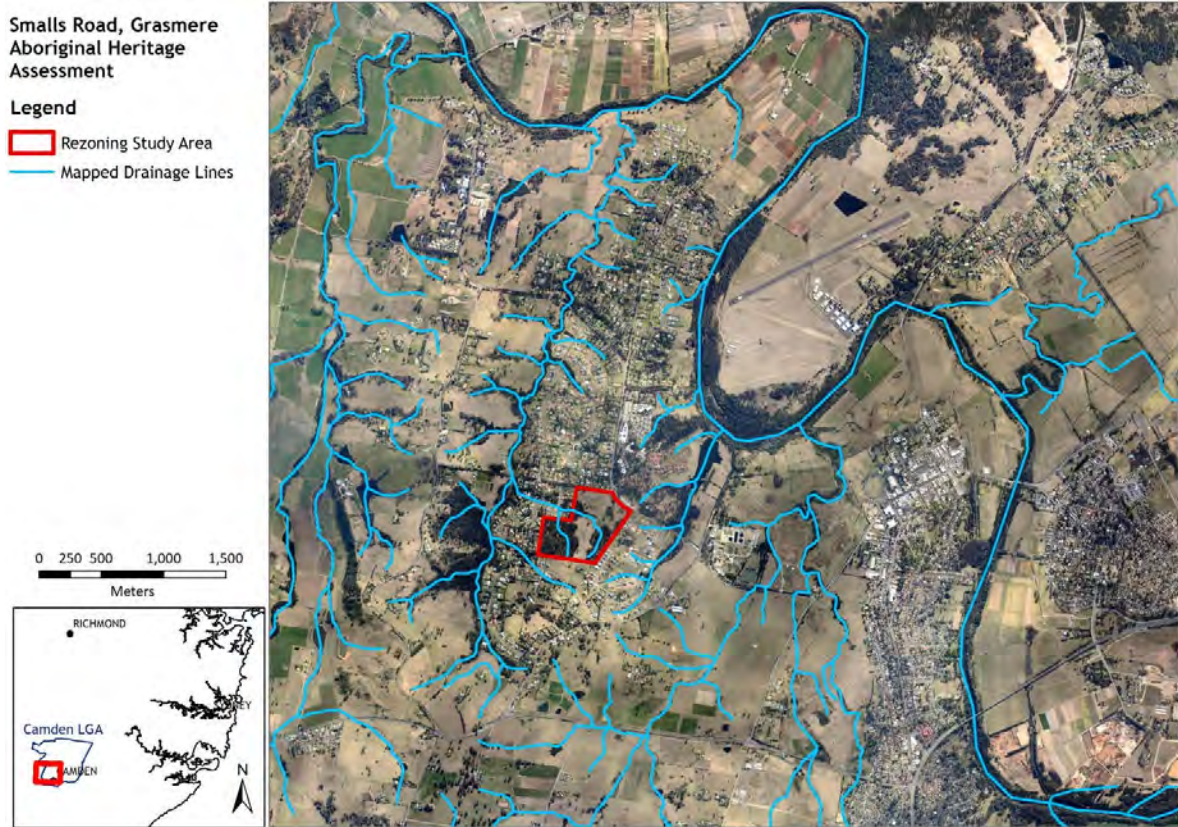 Smalls Road, Grasmere
Aboriginal Heritage
Assessment
Legend
Rezoning Study Area
Mapped Drainage Lines
0 250 500 1,000 1,500
Meters
RICHMOND
Camden LGA
N